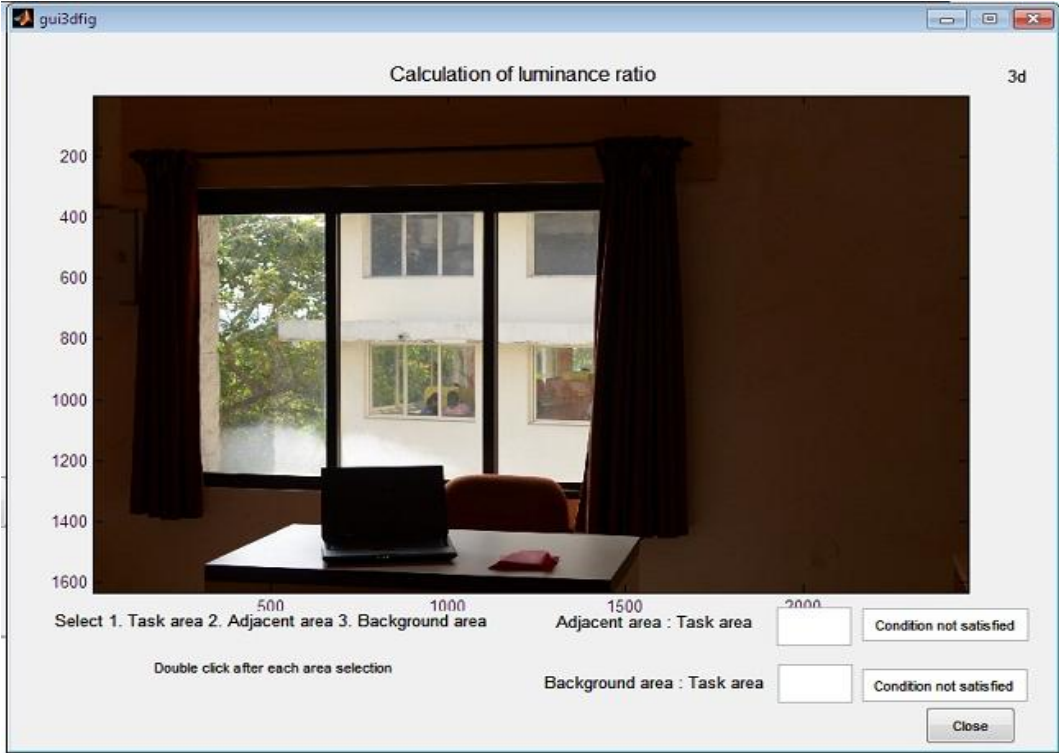 gui3dfig
Calculation of luminance ratio
3d
200
400
600
800
1000
1200
1400
1600
500 1000 1500 2000
Select 1. Task area 2. Adjacent area 3. Background area
Adjacent area : Task area
Condition not satisfied
Double click after each area selection
Background area : Task area
Condition not satisfied
Close